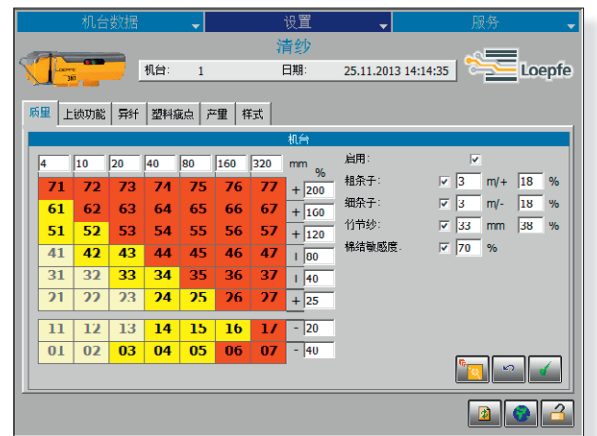 机台数据 设置 服务
清纱
LOEPFE
机台: 1 日期: 25.11.2013 14:14:35 Loepfe
质量 上锁功能 异纤 塑料疵点 产量 样式
机台
4 10 20 40 80 160 320 mm %
71 72 73 74 75 76 77 + 200
61 62 63 64 65 66 67 + 160
51 52 53 54 55 56 57 + 120
41 42 43 44 45 46 47 + 80
31 32 33 34 35 36 37 + 40
21 22 23 24 25 26 27 + 25
11 12 13 14 15 16 17 - 20
01 02 03 04 05 06 07 - 40
启用:
粗条子: 3 m/+ 18 %
细条子: 3 m/- 18 %
竹节纱: 33 mm 38 %
棉结敏感度: 70 %